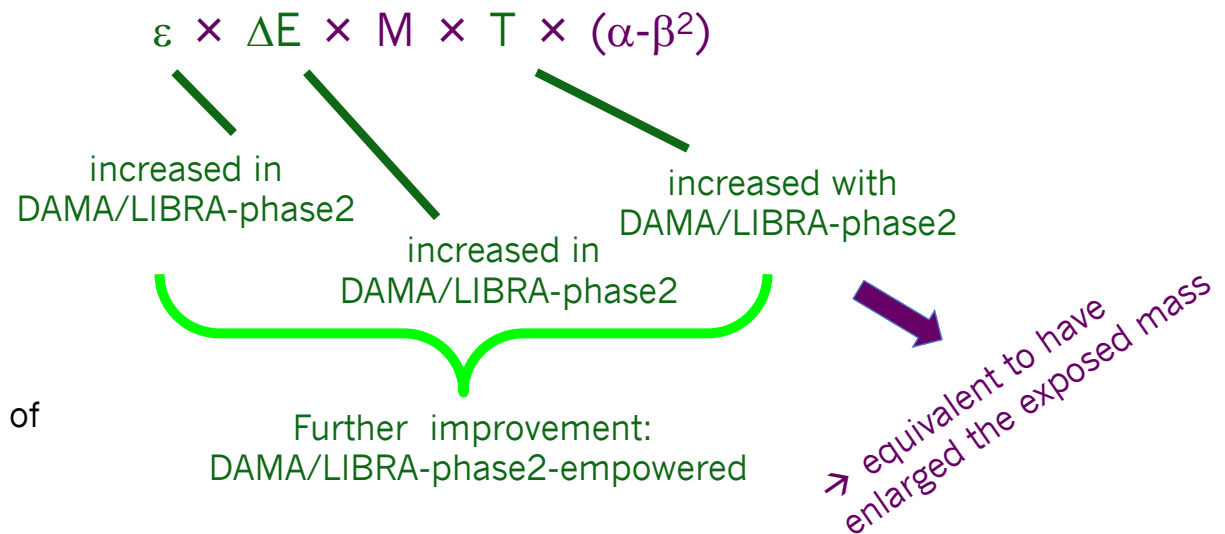 ε × ΔE × M × T × (α-β²)
increased in
DAMA/LIBRA-phase2
increased in
DAMA/LIBRA-phase2
increased with
DAMA/LIBRA-phase2
→ equivalent to have
enlarged the exposed mass
of
Further improvement:
DAMA/LIBRA-phase2-empowered